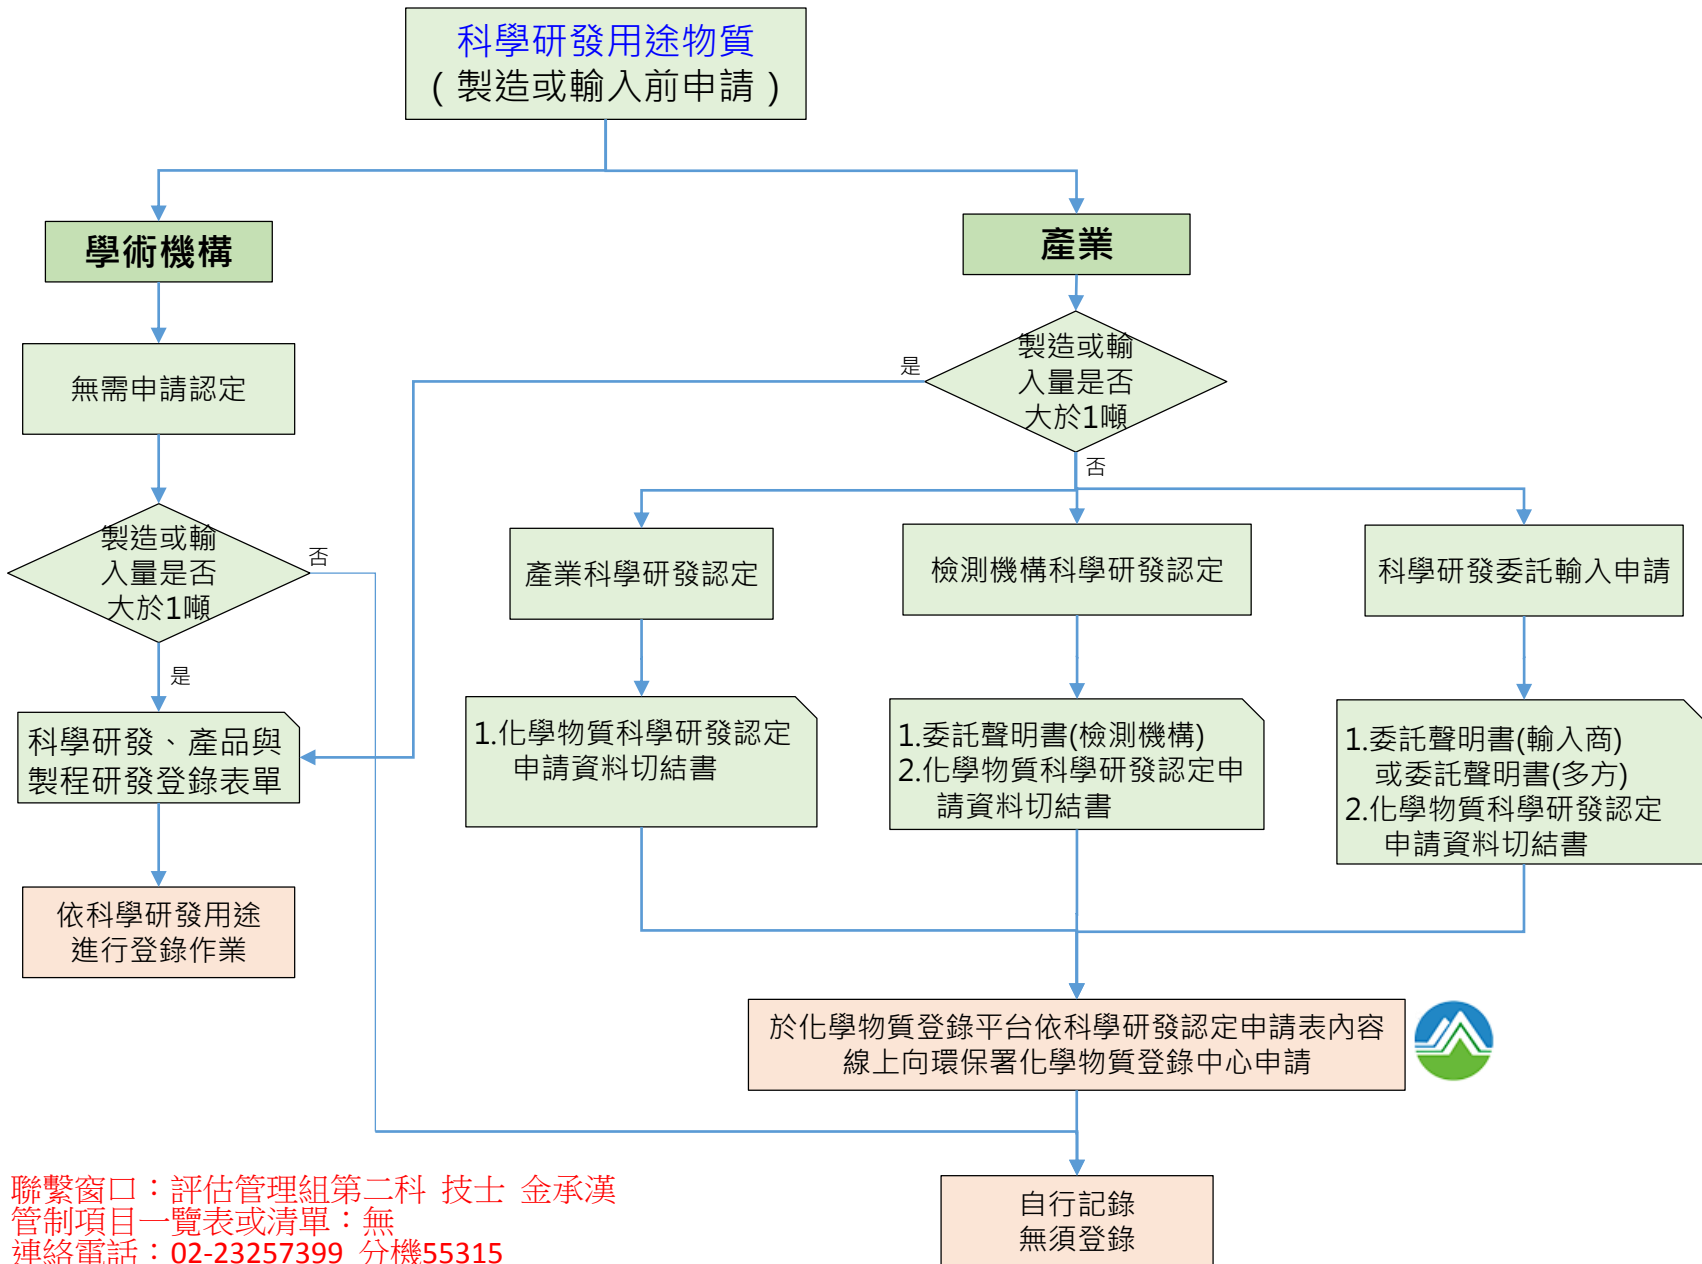 科學研發用途物質
(製造或輸入前申請)
學術機構
產業
無需申請認定
製造或輸
入量是否
大於1噸
是
否
製造或輸
入量是否
大於1噸
否
是
產業科學研發認定
檢測機構科學研發認定
科學研發委託輸入申請
科學研發、產品與
製程研發登錄表單
1.化學物質科學研發認定
申請資料切結書
1.委託聲明書(檢測機構)
2.化學物質科學研發認定申
請資料切結書
1.委託聲明書(輸入商)
或委託聲明書(多方)
2.化學物質科學研發認定
申請資料切結書
依科學研發用途
進行登錄作業
於化學物質登錄平台依科學研發認定申請表內容
線上向環保署化學物質登錄中心申請
自行記錄
無須登錄
聯繫窗口：評估管理組第二科 技士 金承漢
管制項目一覽表或清單：無
連絡電話：02-23257399 分機55315